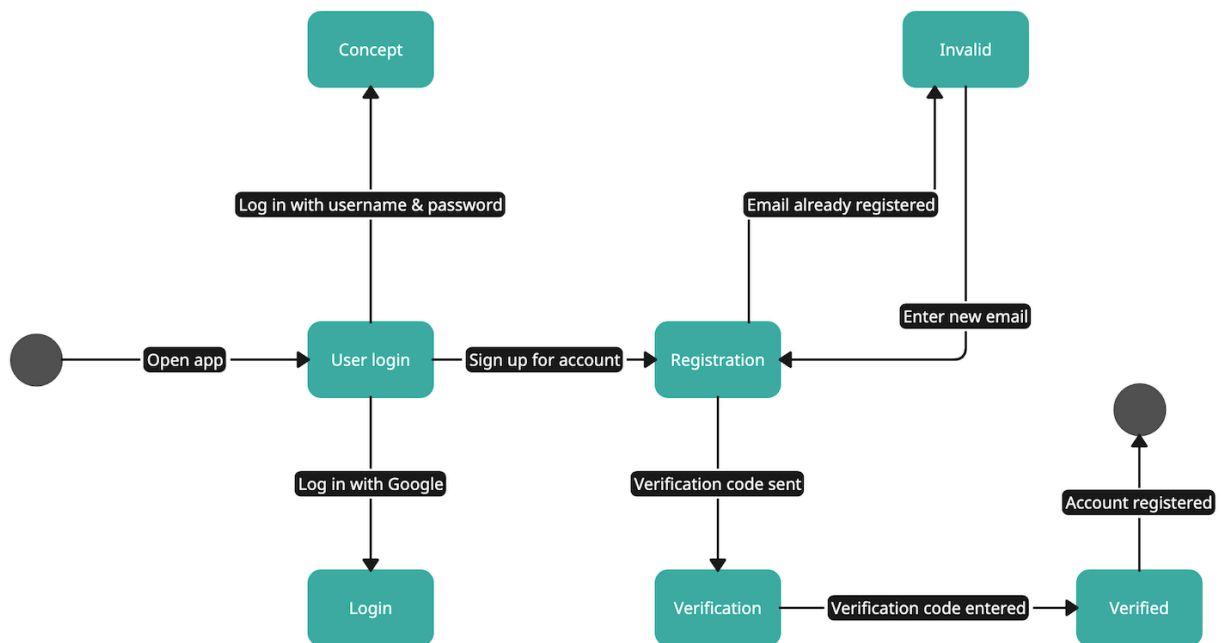 Concept
Invalid
Log in with username & password
Email already registered
Enter new email
Open app
User login
Sign up for account
Registration
Log in with Google
Verification code sent
Account registered
Login
Verification
Verification code entered
Verified